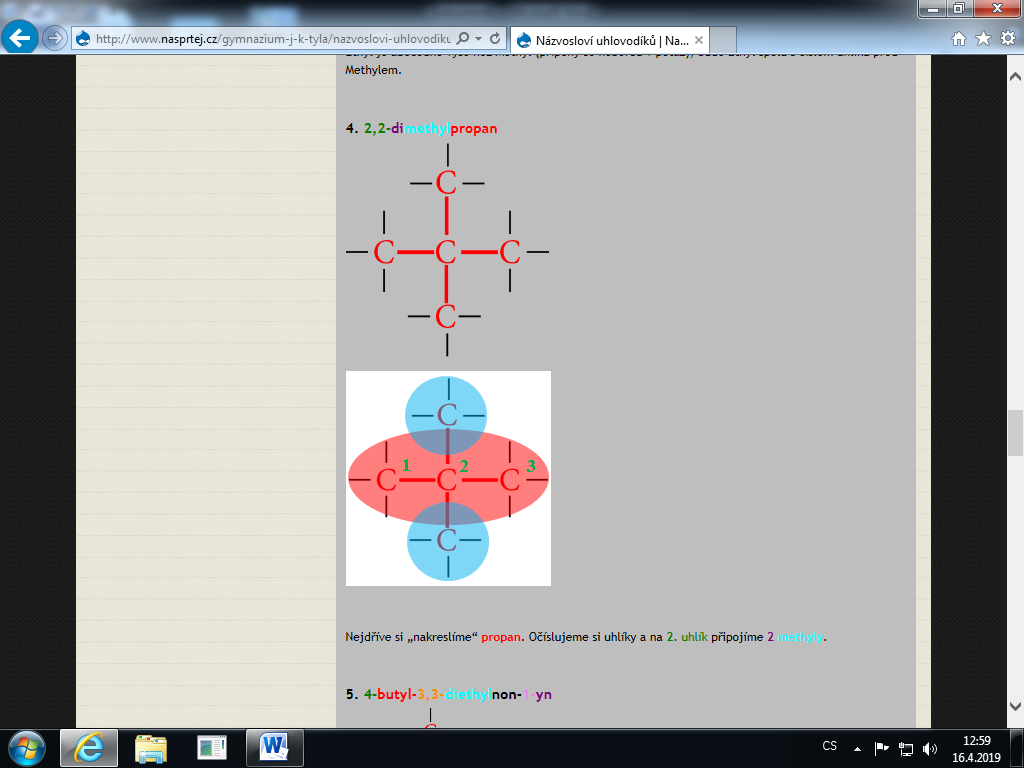 http://www.nasprtej.cz/gymnazium-j-k-tyla/nazvoslovi-uhlovodiku
Názvosloví uhlovodíků | Na...
Methylem.
4. 2,2-dimethylpropan
C
C C C
C
C
1 2 3
C C C
C
Nejdříve si „nakreslíme“ propan. Očíslujeme si uhlíky a na 2. uhlík připojíme 2 methyly.
5. 4-butyl-3,3-diethylnon-1-yn
CS
12:59
16.4.2019